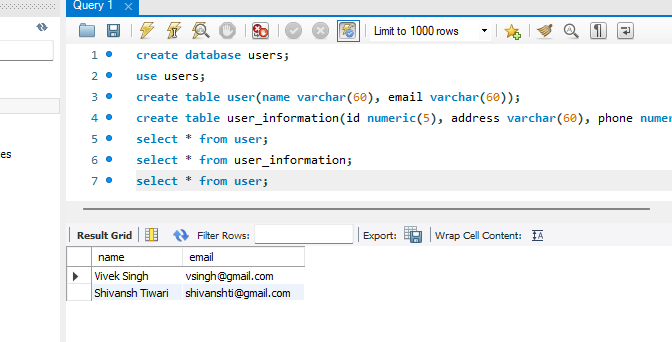 Query 1
Limit to 1000 rows
1 create database users;
2 use users;
3 create table user(name varchar(60), email varchar(60));
4 create table user_information(id numeric(5), address varchar(60), phone numer
5 select * from user;
6 select * from user_information;
7 select * from user;
es
Result Grid Filter Rows: Export: Wrap Cell Content:
name email
Vivek Singh vsingh@gmail.com
Shivansh Tiwari shivanshti@gmail.com